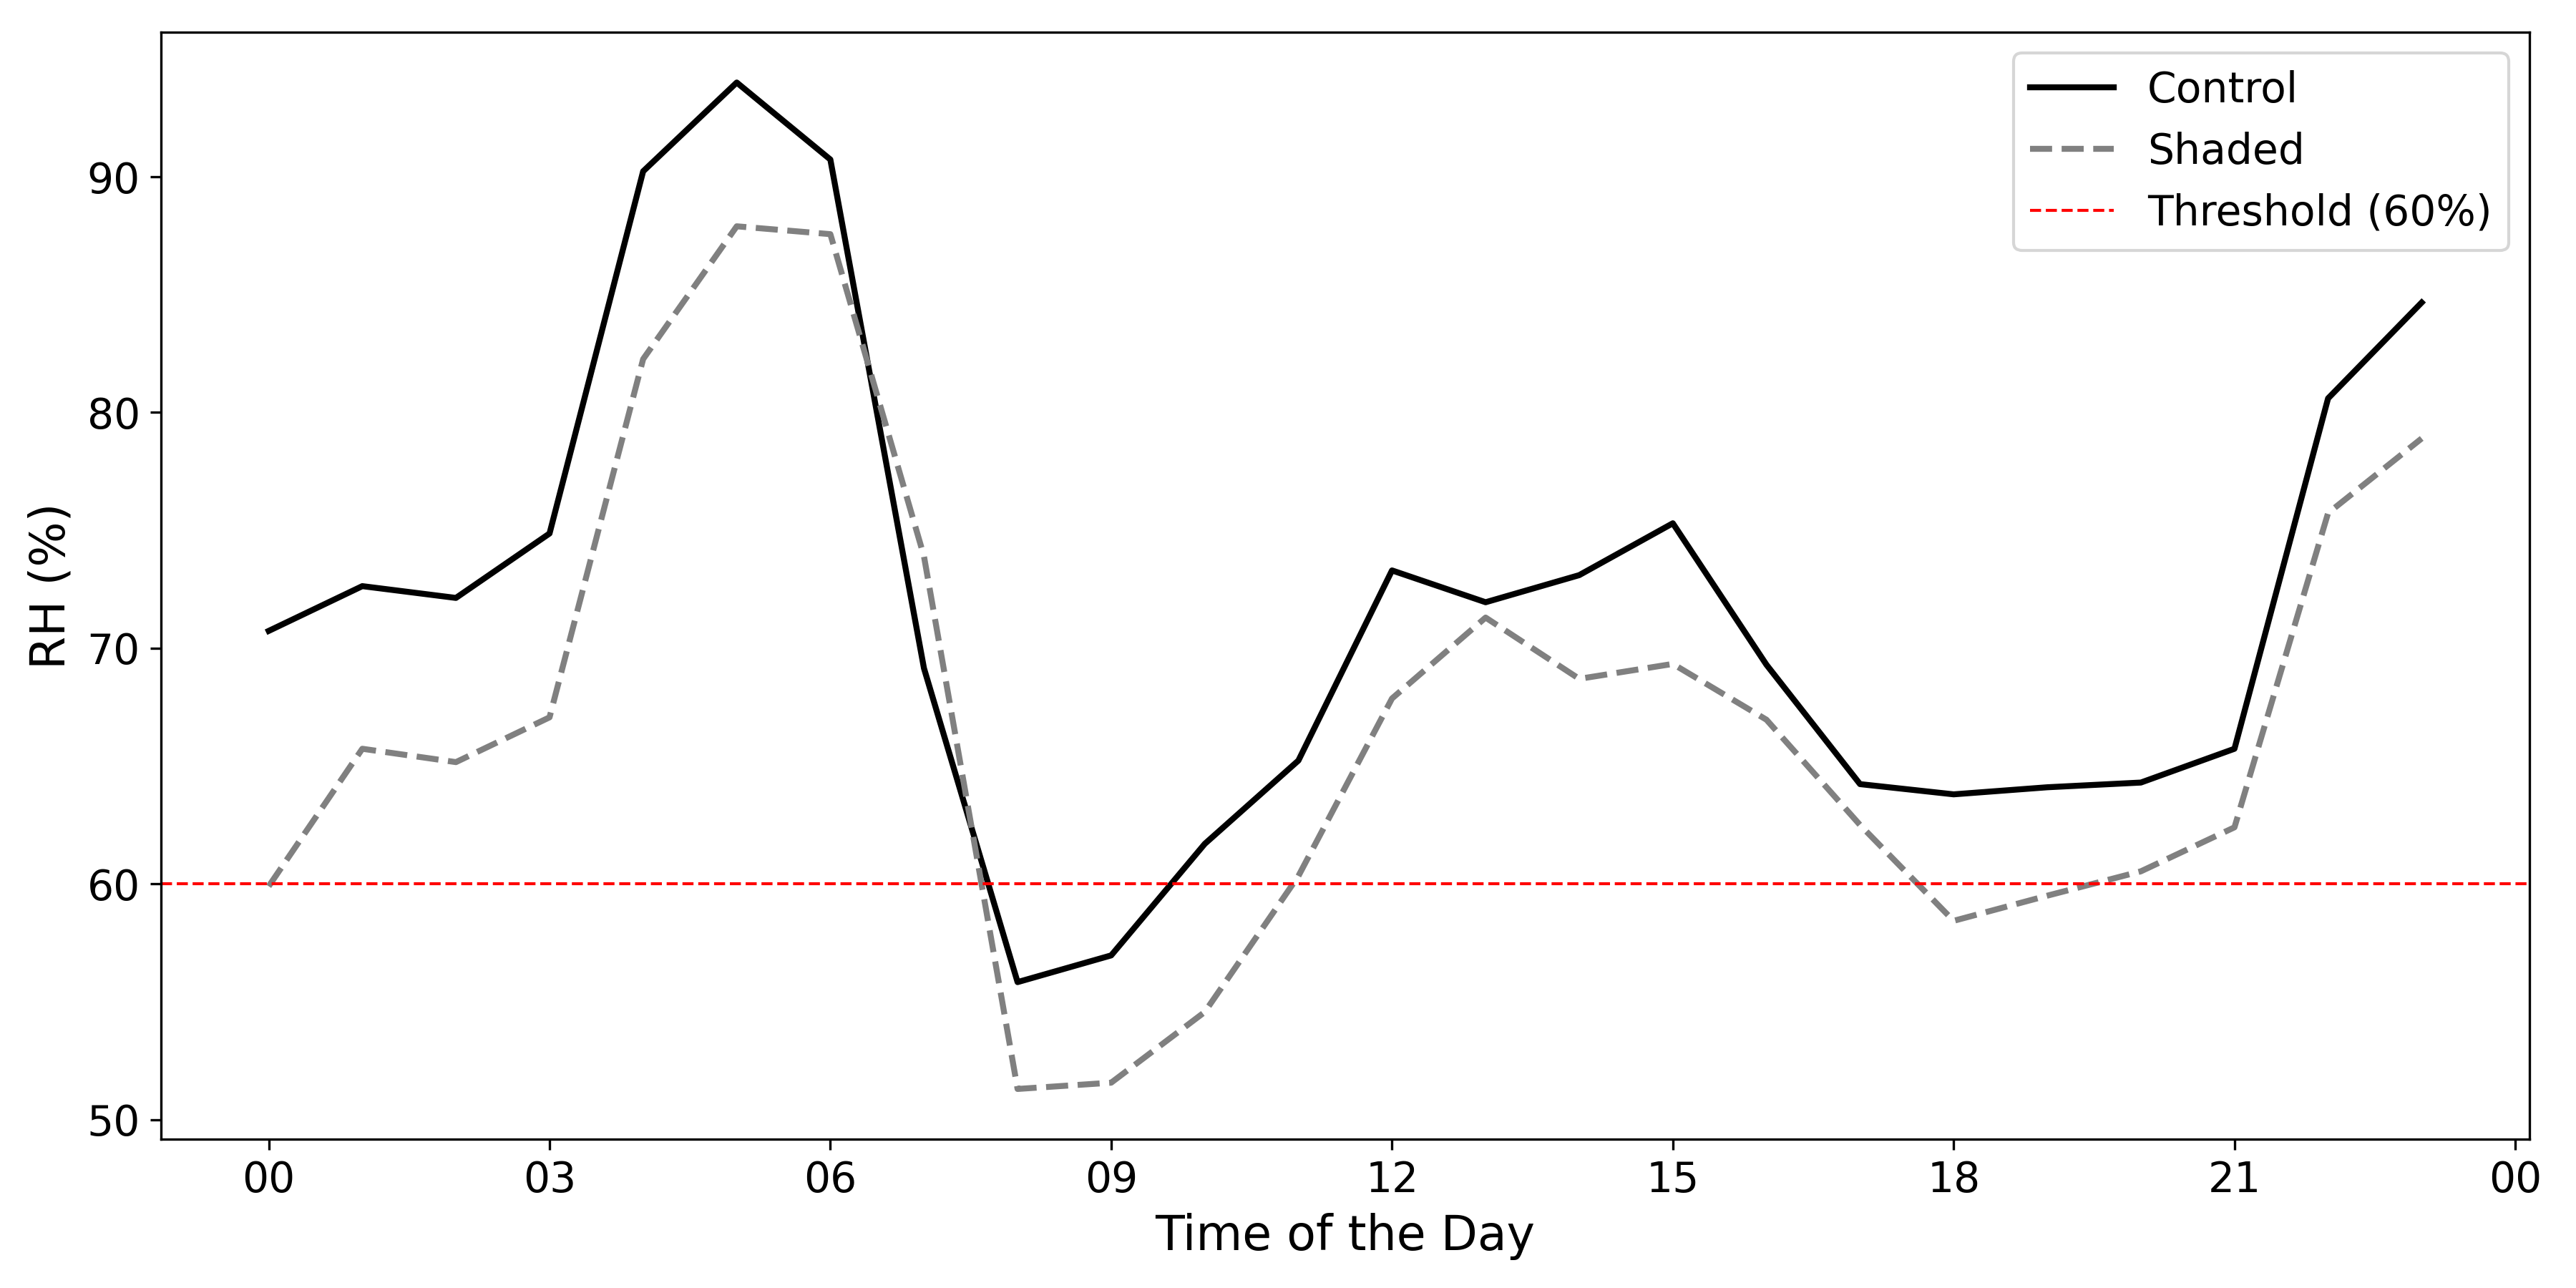 Control
Shaded
Threshold (60%)
RH (%)
90
80
70
60
50
00 03 06 09 12 15 18 21 00
Time of the Day